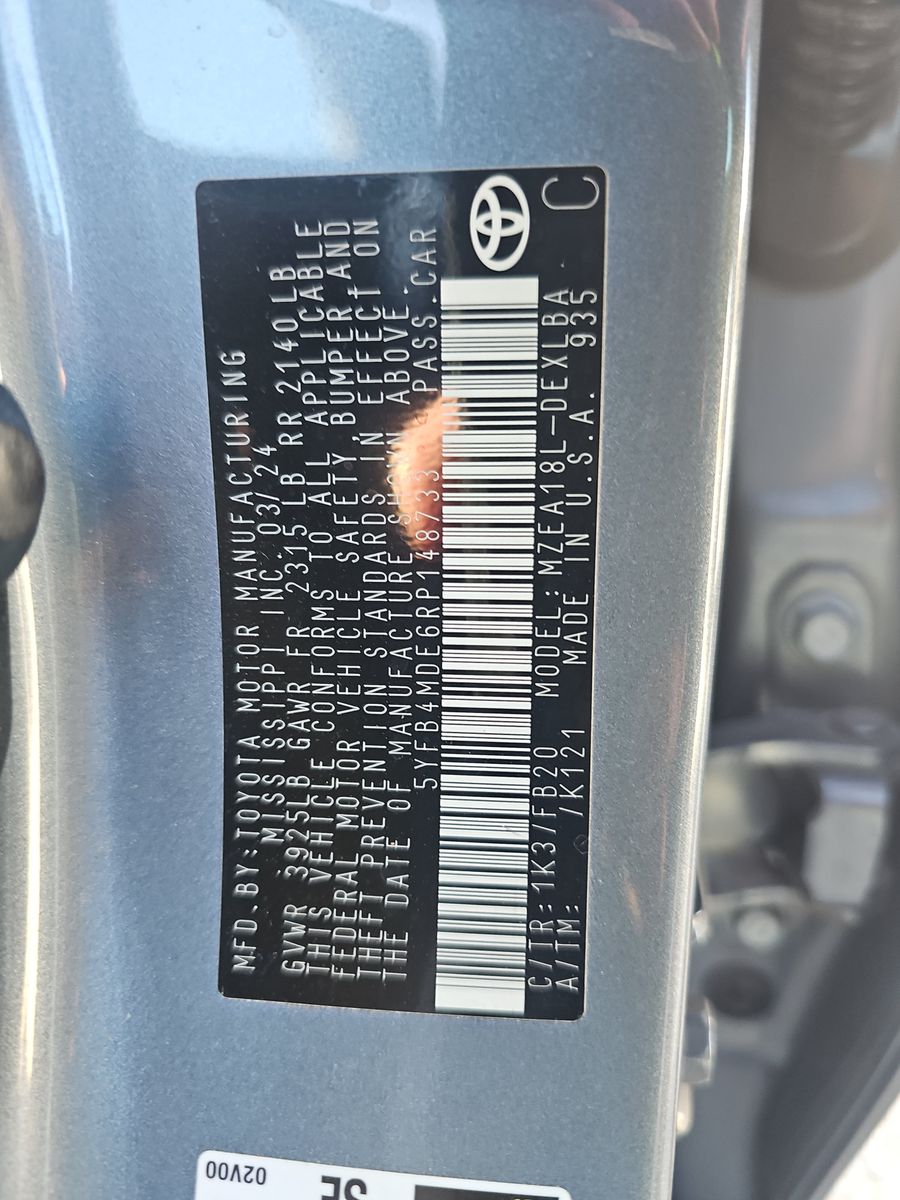 MFD.BY:TOYOTA MOTOR MANUFACTURING
MISSISSIPPI INC. 03/24
GVWR 3925LB GAWR FR 2315LB RR 2140LB
THIS VEHICLE CONFORMS TO ALL APPLICABLE
FEDERAL MOTOR VEHICLE SAFETY, BUMPER AND
THEFT PREVENTION STANDARDS IN EFFECT ON
THE DATE OF MANUFACTURE SHOWN ABOVE.
5YFB4MDE6RP148733 PASS.CAR
C/TR:1K3/FB20 MODEL:MZEA18L-DEXLBA C
A/TM: /K121 MADE IN U.S.A. 935
02V00
SE